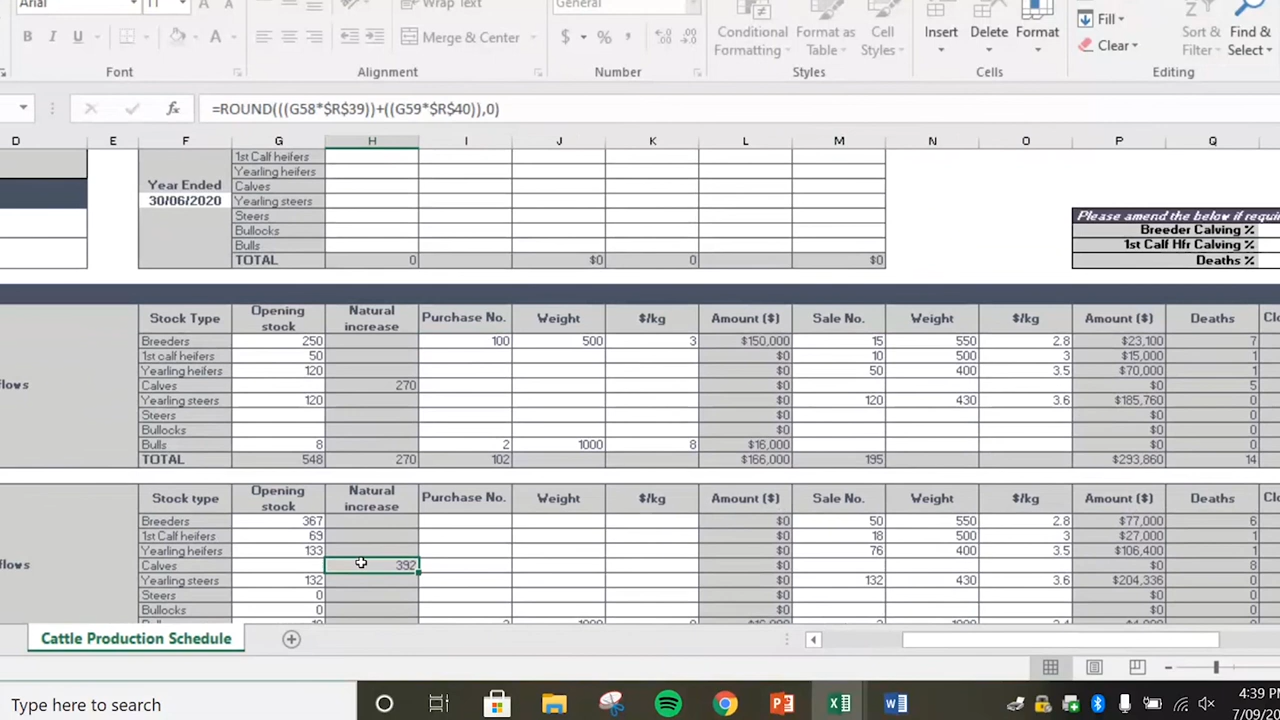 Arial 11 Wrap Text General
B I U Merge & Center $ % , Conditional Formatting Format as Table Cell Styles Insert Delete Format Fill Clear Sort & Filter Find & Select
Font Alignment Number Styles Cells Editing
fx =ROUND(((G58*$R$39))+((G59*$R$40)),0)
D E F G H I J K L M N O P Q
1st Calf heifers
Yearling heifers
Year Ended Calves
30/06/2020 Yearling steers
Steers Please amend the below if requi
Bullocks Breeder Calving %
Bulls 1st Calf Hfr Calving %
TOTAL 0 $0 0 $0 Deaths %
Stock Type Opening stock Natural increase Purchase No. Weight $/kg Amount ($) Sale No. Weight $/kg Amount ($) Deaths Clo
Breeders 250 100 500 3 $150,000 15 550 2.8 $23,100 7
1st calf heifers 50 $0 10 500 3 $15,000 1
Yearling heifers 120 $0 50 400 3.5 $70,000 1
flows Calves 270 $0 $0 5
Yearling steers 120 $0 120 430 3.6 $185,760 0
Steers $0 $0 0
Bullocks $0 $0 0
Bulls 8 2 1000 8 $16,000 $0 0
TOTAL 548 270 102 $166,000 195 $293,860 14
Stock type Opening stock Natural increase Purchase No. Weight $/kg Amount ($) Sale No. Weight $/kg Amount ($) Deaths Clo
Breeders 367 $0 50 550 2.8 $77,000 6
1st Calf heifers 69 $0 18 500 3 $27,000 1
Yearling heifers 133 $0 76 400 3.5 $106,400 1
flows Calves 392 $0 $0 8
Yearling steers 132 $0 132 430 3.6 $204,336 0
Steers 0 $0 $0 0
Bullocks 0 $0 $0 0
Cattle Production Schedule
Type here to search 4:39 PM
7/09/20